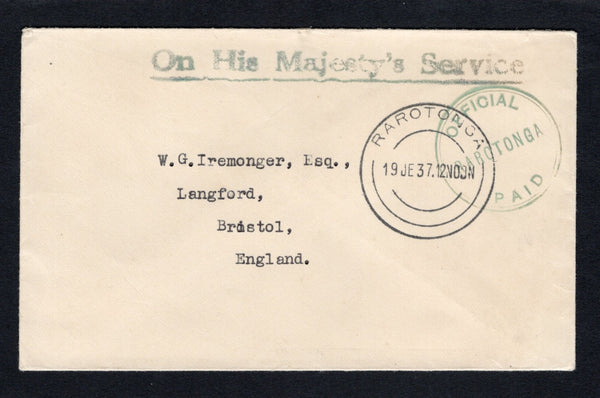 On His Majesty's Service
OFFICIAL
RAROTONGA
PAID
RAROTONGA
19 JE 37.12 NOON
W.G.Iremonger, Esq.,
Langford,
Bristol,
England.